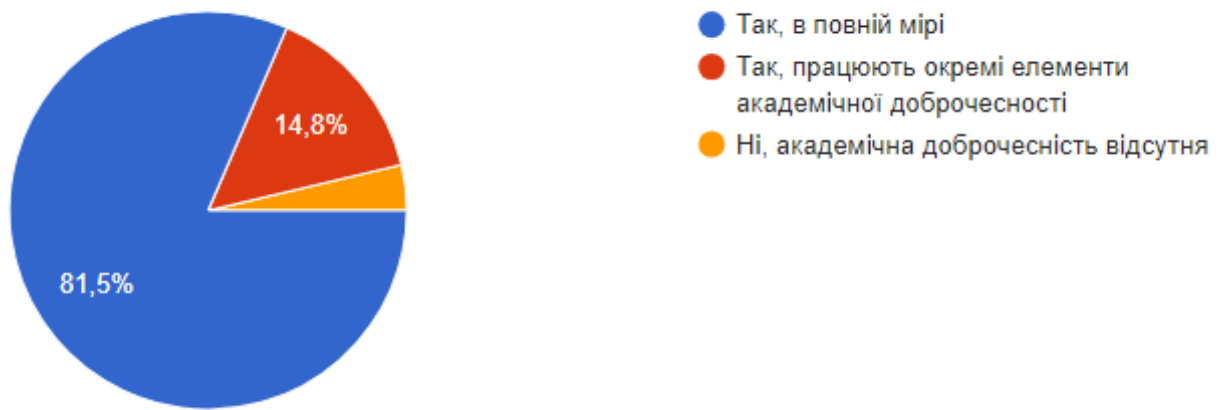 Так, в повній мірі
Так, працюють окремі елементи
академічної доброчесності
Ні, академічна доброчесність відсутня
14,8%
81,5%